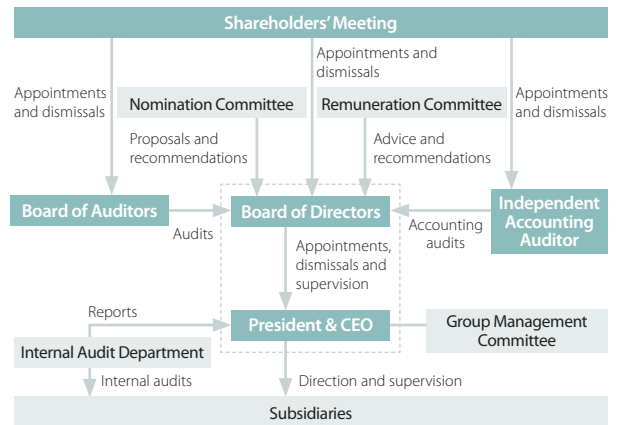 Shareholders' Meeting
Appointments and
dismissals
Appointments
and dismissals
Appointments
and dismissals
Nomination Committee
Remuneration Committee
Proposals and
recommendations
Advice and
recommendations
Board of Auditors
Audits
Board of Directors
Accounting
audits
Independent
Accounting
Auditor
Appointments,
dismissals and
supervision
Reports
President & CEO
Group Management
Committee
Internal Audit Department
Internal audits
Direction and supervision
Subsidiaries